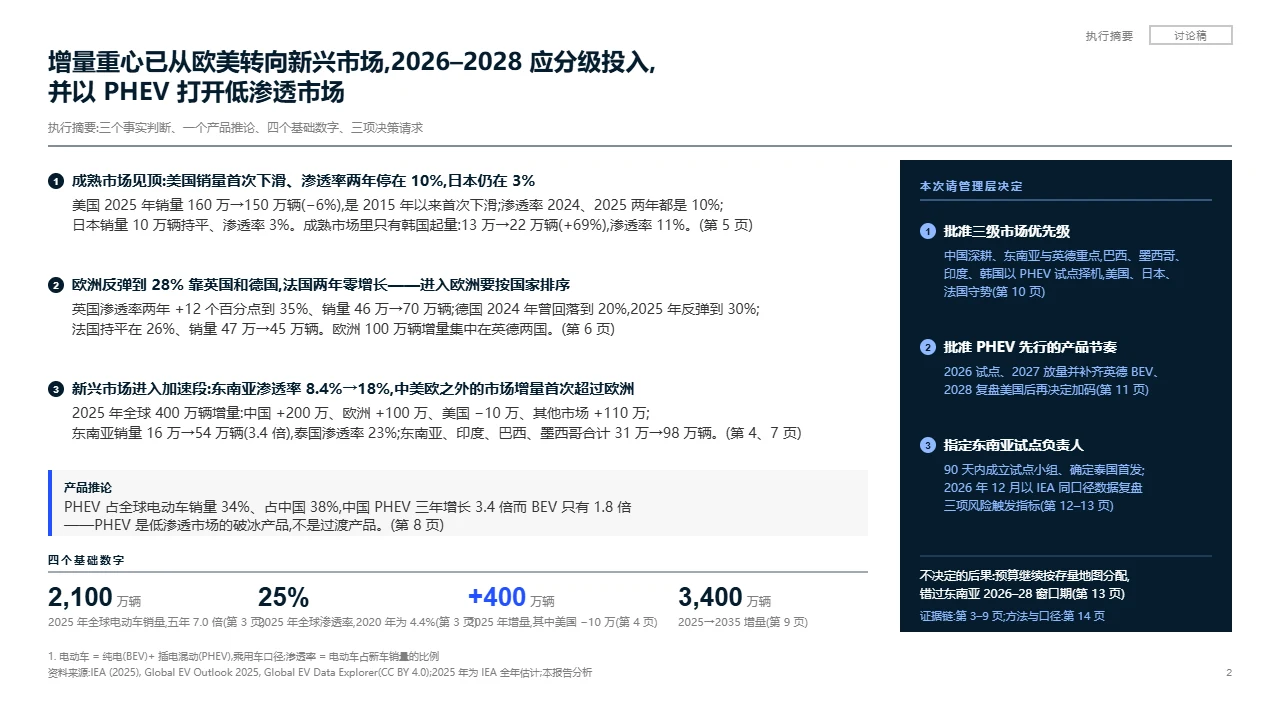 执行摘要
讨论稿
增量重心已从欧美转向新兴市场,2026–2028 应分级投入,
并以 PHEV 打开低渗透市场
执行摘要:三个事实判断、一个产品推论、四个基础数字、三项决策请求
1 成熟市场见顶:美国销量首次下滑、渗透率两年停在 10%,日本仍在 3%
美国 2025 年销量 160 万→150 万辆(−6%),是 2015 年以来首次下滑;渗透率 2024、2025 两年都是 10%;
日本销量 10 万辆持平、渗透率 3%。成熟市场里只有韩国起量:13 万→22 万辆(+69%),渗透率 11%。(第 5 页)
2 欧洲反弹到 28% 靠英国和德国,法国两年零增长——进入欧洲要按国家排序
英国渗透率两年 +12 个百分点到 35%、销量 46 万→70 万辆;德国 2024 年曾回落到 20%,2025 年反弹到 30%;
法国持平在 26%、销量 47 万→45 万辆。欧洲 100 万辆增量集中在英德两国。(第 6 页)
3 新兴市场进入加速段:东南亚渗透率 8.4%→18%,中美欧之外的市场增量首次超过欧洲
2025 年全球 400 万辆增量:中国 +200 万、欧洲 +100 万、美国 −10 万、其他市场 +110 万;
东南亚销量 16 万→54 万辆(3.4 倍),泰国渗透率 23%;东南亚、印度、巴西、墨西哥合计 31 万→98 万辆。(第 4、7 页)
产品推论
PHEV 占全球电动车销量 34%、占中国 38%,中国 PHEV 三年增长 3.4 倍而 BEV 只有 1.8 倍
——PHEV 是低渗透市场的破冰产品,不是过渡产品。(第 8 页)
四个基础数字
2,100 万辆
2025 年全球电动车销量,五年 7.0 倍(第 3 页)
25%
2025 年全球渗透率,2020 年为 4.4%(第 3 页)
+400 万辆
2025 年增量,其中美国 −10 万(第 4 页)
3,400 万辆
2025→2035 增量(第 9 页)
本次请管理层决定
1 批准三级市场优先级
中国深耕、东南亚与英德重点,巴西、墨西哥、
印度、韩国以 PHEV 试点择机,美国、日本、
法国守势(第 10 页)
2 批准 PHEV 先行的产品节奏
2026 试点、2027 放量并补齐英德 BEV、
2028 复盘美国后再决定加码(第 11 页)
3 指定东南亚试点负责人
90 天内成立试点小组、确定泰国首发;
2026 年 12 月以 IEA 同口径数据复盘
三项风险触发指标(第 12–13 页)
不决定的后果:预算继续按存量地图分配,
错过东南亚 2026–28 窗口期(第 13 页)
证据链:第 3–9 页;方法与口径:第 14 页
1. 电动车 = 纯电(BEV)+ 插电混动(PHEV),乘用车口径;渗透率 = 电动车占新车销量的比例
资料来源:IEA (2025), Global EV Outlook 2025, Global EV Data Explorer(CC BY 4.0);2025 年为 IEA 全年估计;本报告分析
2